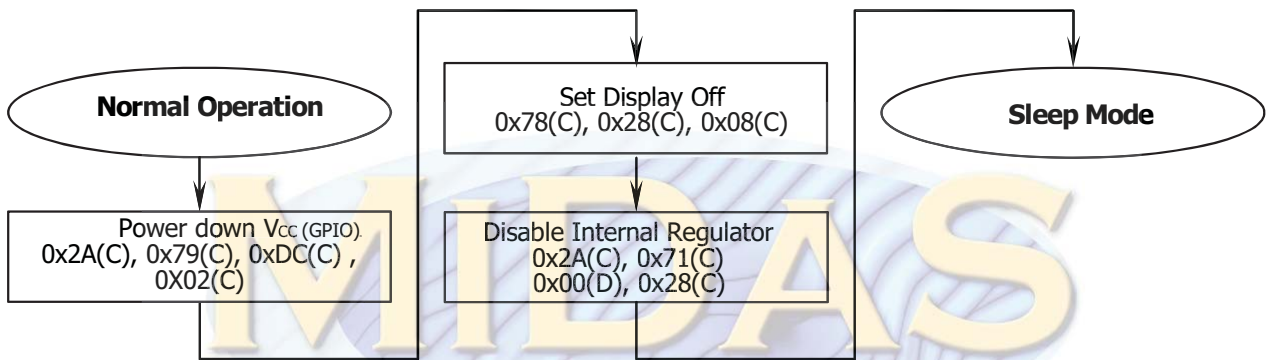 Normal Operation
Power down VCC (GPIO).
0x2A(C), 0x79(C), 0xDC(C) ,
0X02(C)
Set Display Off
0x78(C), 0x28(C), 0x08(C)
Disable Internal Regulator
0x2A(C), 0x71(C)
0x00(D), 0x28(C)
Sleep Mode
MIDAS